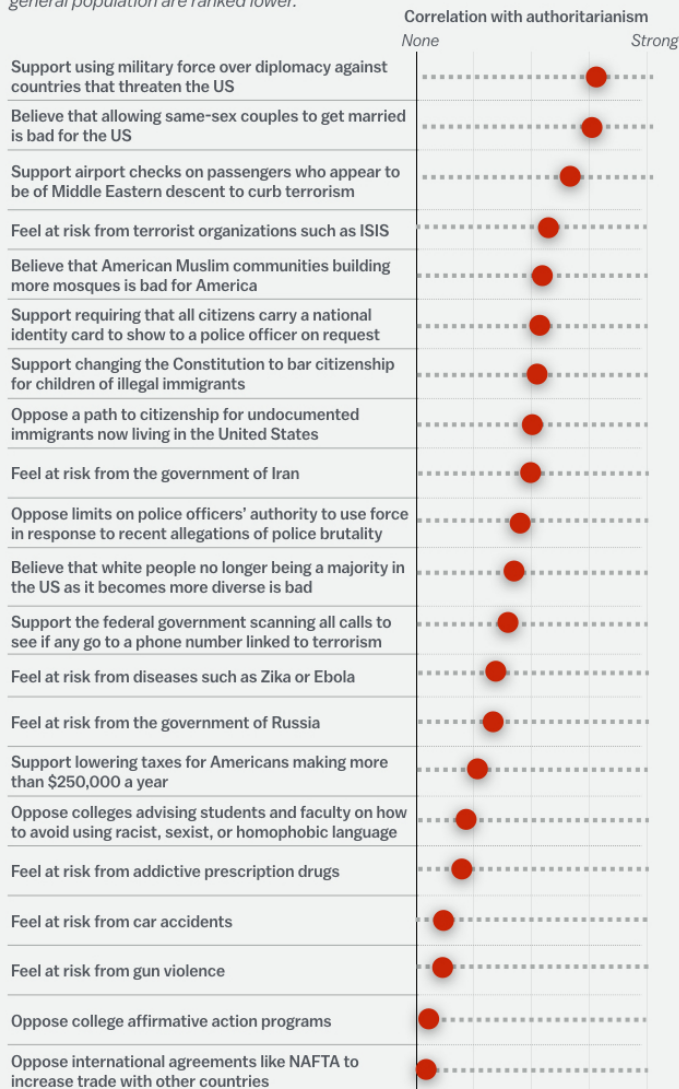 general population are ranked lower.
Correlation with authoritarianism
None
Strong
Support using military force over diplomacy against
countries that threaten the US
Believe that allowing same-sex couples to get married
is bad for the US
Support airport checks on passengers who appear to
be of Middle Eastern descent to curb terrorism
Feel at risk from terrorist organizations such as ISIS
Believe that American Muslim communities building
more mosques is bad for America
Support requiring that all citizens carry a national
identity card to show to a police officer on request
Support changing the Constitution to bar citizenship
for children of illegal immigrants
Oppose a path to citizenship for undocumented
immigrants now living in the United States
Feel at risk from the government of Iran
Oppose limits on police officers’ authority to use force
in response to recent allegations of police brutality
Believe that white people no longer being a majority in
the US as it becomes more diverse is bad
Support the federal government scanning all calls to
see if any go to a phone number linked to terrorism
Feel at risk from diseases such as Zika or Ebola
Feel at risk from the government of Russia
Support lowering taxes for Americans making more
than $250,000 a year
Oppose colleges advising students and faculty on how
to avoid using racist, sexist, or homophobic language
Feel at risk from addictive prescription drugs
Feel at risk from car accidents
Feel at risk from gun violence
Oppose college affirmative action programs
Oppose international agreements like NAFTA to
increase trade with other countries